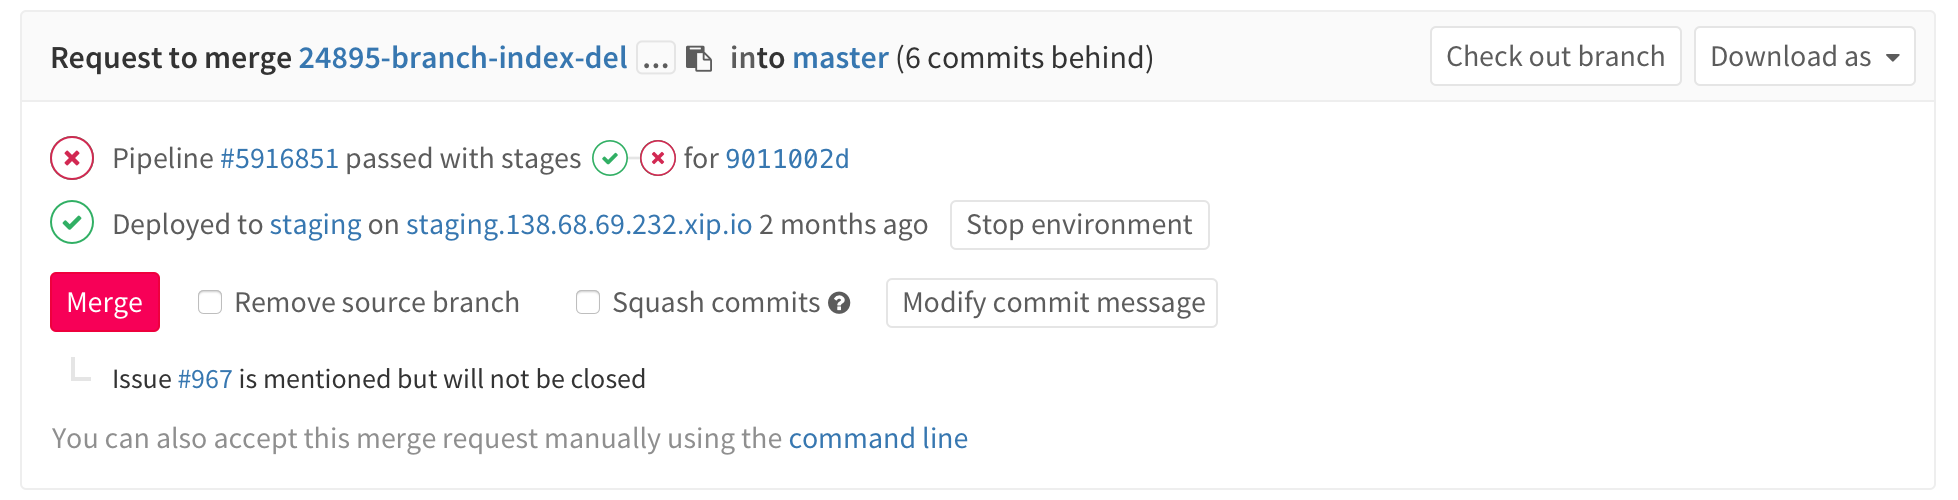 Request to merge 24895-branch-index-del ... into master (6 commits behind) Check out branch Download as
Pipeline #5916851 passed with stages for 9011002d
Deployed to staging on staging.138.68.69.232.xip.io 2 months ago Stop environment
Merge Remove source branch Squash commits ? Modify commit message
Issue #967 is mentioned but will not be closed
You can also accept this merge request manually using the command line